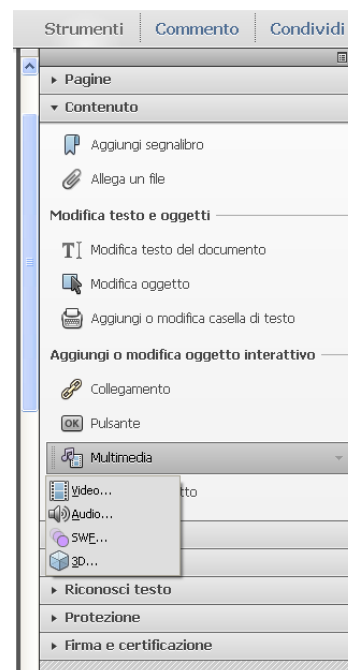 Strumenti Commento Condividi
Pagine
Contenuto
Aggiungi segnalibro
Allega un file
Modifica testo e oggetti
T Modifica testo del documento
Modifica oggetto
Aggiungi o modifica casella di testo
Aggiungi o modifica oggetto interattivo
Collegamento
OK Pulsante
Multimedia
Video... tto
Audio...
SWF...
3D...
Riconosci testo
Protezione
Firma e certificazione